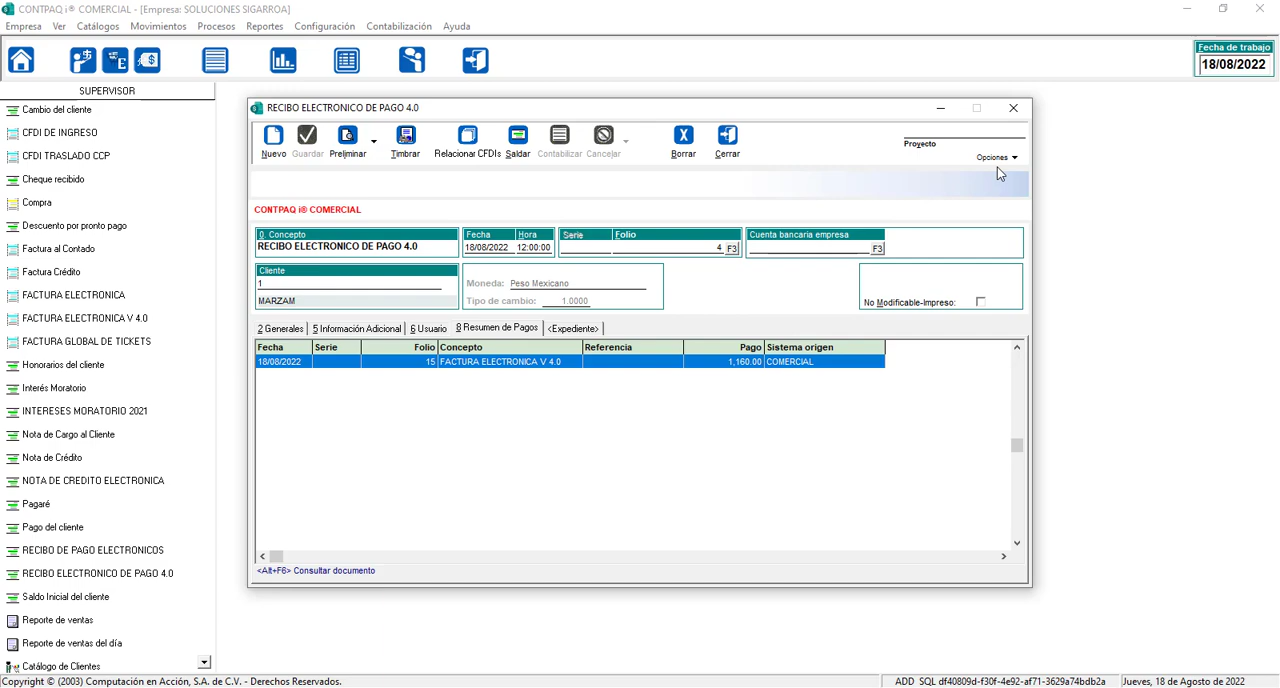 CONTPAQ i® COMERCIAL - [Empresa: SOLUCIONES SIGARROA]
Empresa Ver Catálogos Movimientos Procesos Reportes Configuración Contabilización Ayuda
Fecha de trabajo
18/08/2022
SUPERVISOR
Cambio del cliente
CFDI DE INGRESO
CFDI TRASLADO CCP
Cheque recibido
Compra
Descuento por pronto pago
Factura al Contado
Factura Crédito
FACTURA ELECTRONICA
FACTURA ELECTRONICA V 4.0
FACTURA GLOBAL DE TICKETS
Honorarios del cliente
Interés Moratorio
INTERESES MORATORIO 2021
Nota de Cargo al Cliente
Nota de Crédito
NOTA DE CREDITO ELECTRONICA
Pagaré
Pago del cliente
RECIBO DE PAGO ELECTRONICOS
RECIBO ELECTRONICO DE PAGO 4.0
Saldo Inicial del cliente
Reporte de ventas
Reporte de ventas del día
Catálogo de Clientes
RECIBO ELECTRONICO DE PAGO 4.0
Nuevo Guardar Preliminar Timbrar Relacionar CFDIs Saldar Contabilizar Cancelar Borrar Cerrar
Proyecto
Opciones
CONTPAQ i® COMERCIAL
0. Concepto Fecha Hora Serie Folio Cuenta bancaria empresa
RECIBO ELECTRONICO DE PAGO 4.0 18/08/2022 12:00:00 4 F3 F3
Cliente
1
MARZAM
Moneda: Peso Mexicano
Tipo de cambio: 1.0000
No Modificable-Impreso:
2 Generales 5 Información Adicional 6 Usuario 8 Resumen de Pagos <Expediente>
Fecha Serie Folio Concepto Referencia Pago Sistema origen
18/08/2022 15 FACTURA ELECTRONICA V 4.0 1,160.00 COMERCIAL
<Alt+F6> Consultar documento
Copyright © (2003) Computación en Acción, S.A. de C.V. - Derechos Reservados.
ADD SQL df40809d-f30f-4e92-af71-3629a74bdb2a
Jueves, 18 de Agosto de 2022